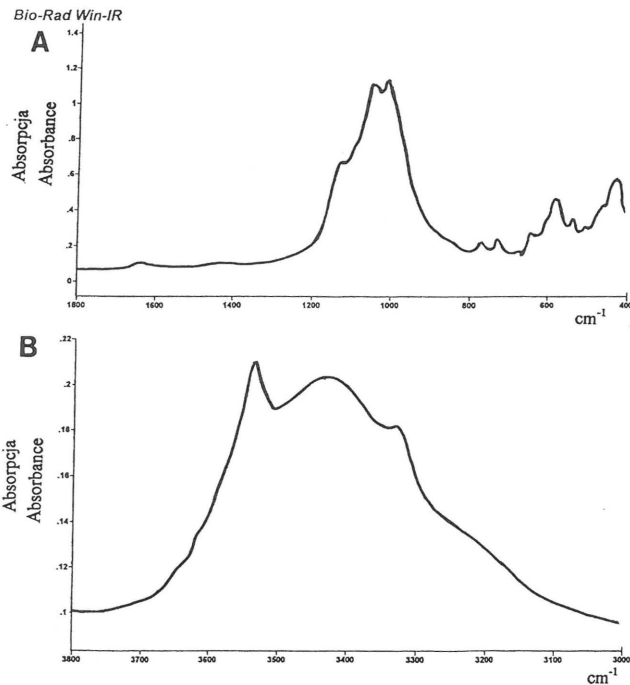 Bio-Rad Win-IR
A
Absorpcja
Absorbance
1.4
1.2
1
.8
.6
.4
.2
0
1800 1600 1400 1200 1000 800 600 400
cm-1
B
Absorpcja
Absorbance
.22
.2
.18
.16
.14
.12
.1
3800 3700 3600 3500 3400 3300 3200 3100 3000
cm-1